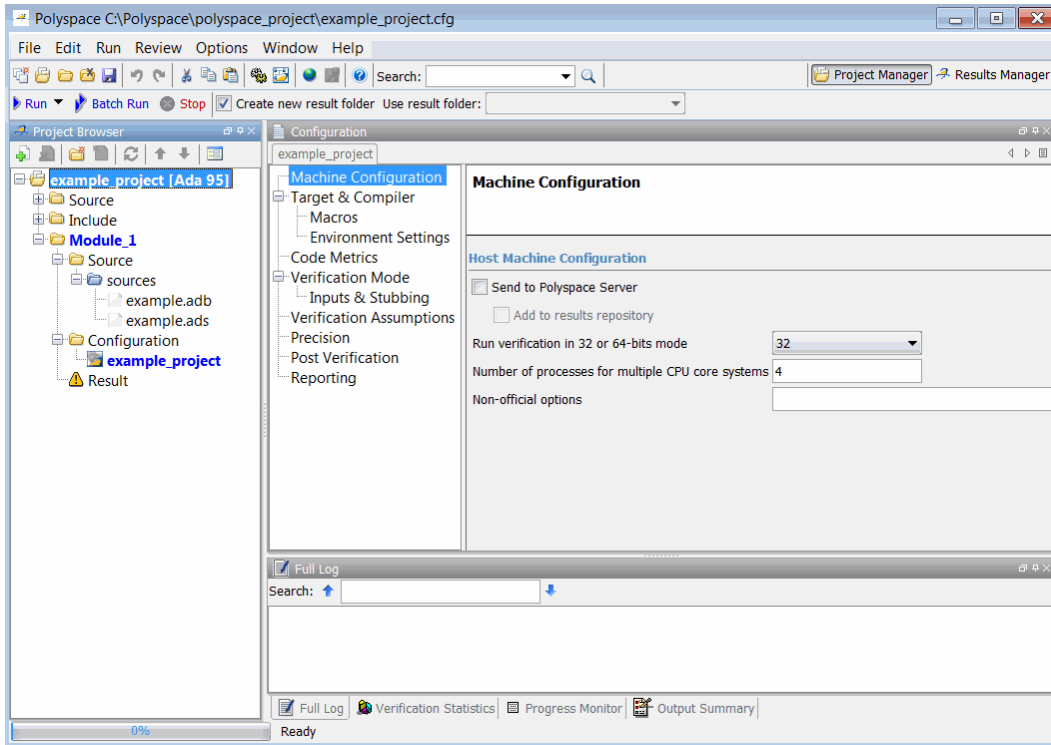 Polyspace C:\Polyspace\polyspace_project\example_project.cfg
File Edit Run Review Options Window Help
Search:
Project Manager
Results Manager
Run
Batch Run
Stop
Create new result folder
Use result folder:
Project Browser
example_project [Ada 95]
Source
Include
Module_1
Source
sources
example.adb
example.ads
Configuration
example_project
Result
Configuration
example_project
Machine Configuration
Target & Compiler
Macros
Environment Settings
Code Metrics
Verification Mode
Inputs & Stubbing
Verification Assumptions
Precision
Post Verification
Reporting
Machine Configuration
Host Machine Configuration
Send to Polyspace Server
Add to results repository
Run verification in 32 or 64-bits mode 32
Number of processes for multiple CPU core systems 4
Non-official options
Full Log
Search:
Full Log
Verification Statistics
Progress Monitor
Output Summary
0%
Ready